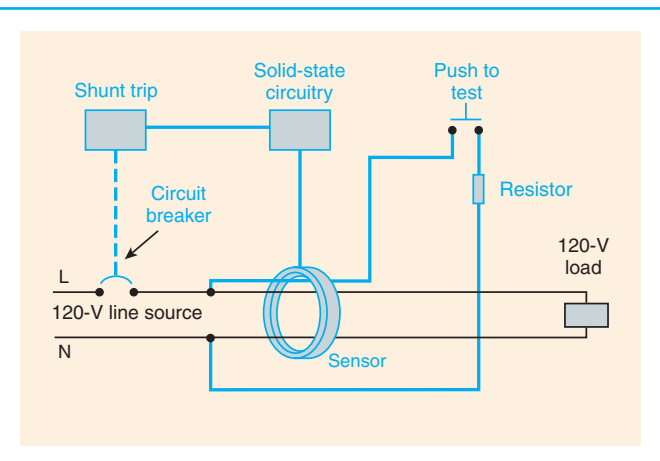 Shunt trip
Solid-state
circuitry
Push to
test
Circuit
breaker
Resistor
120-V
load
L
120-V line source
N
Sensor